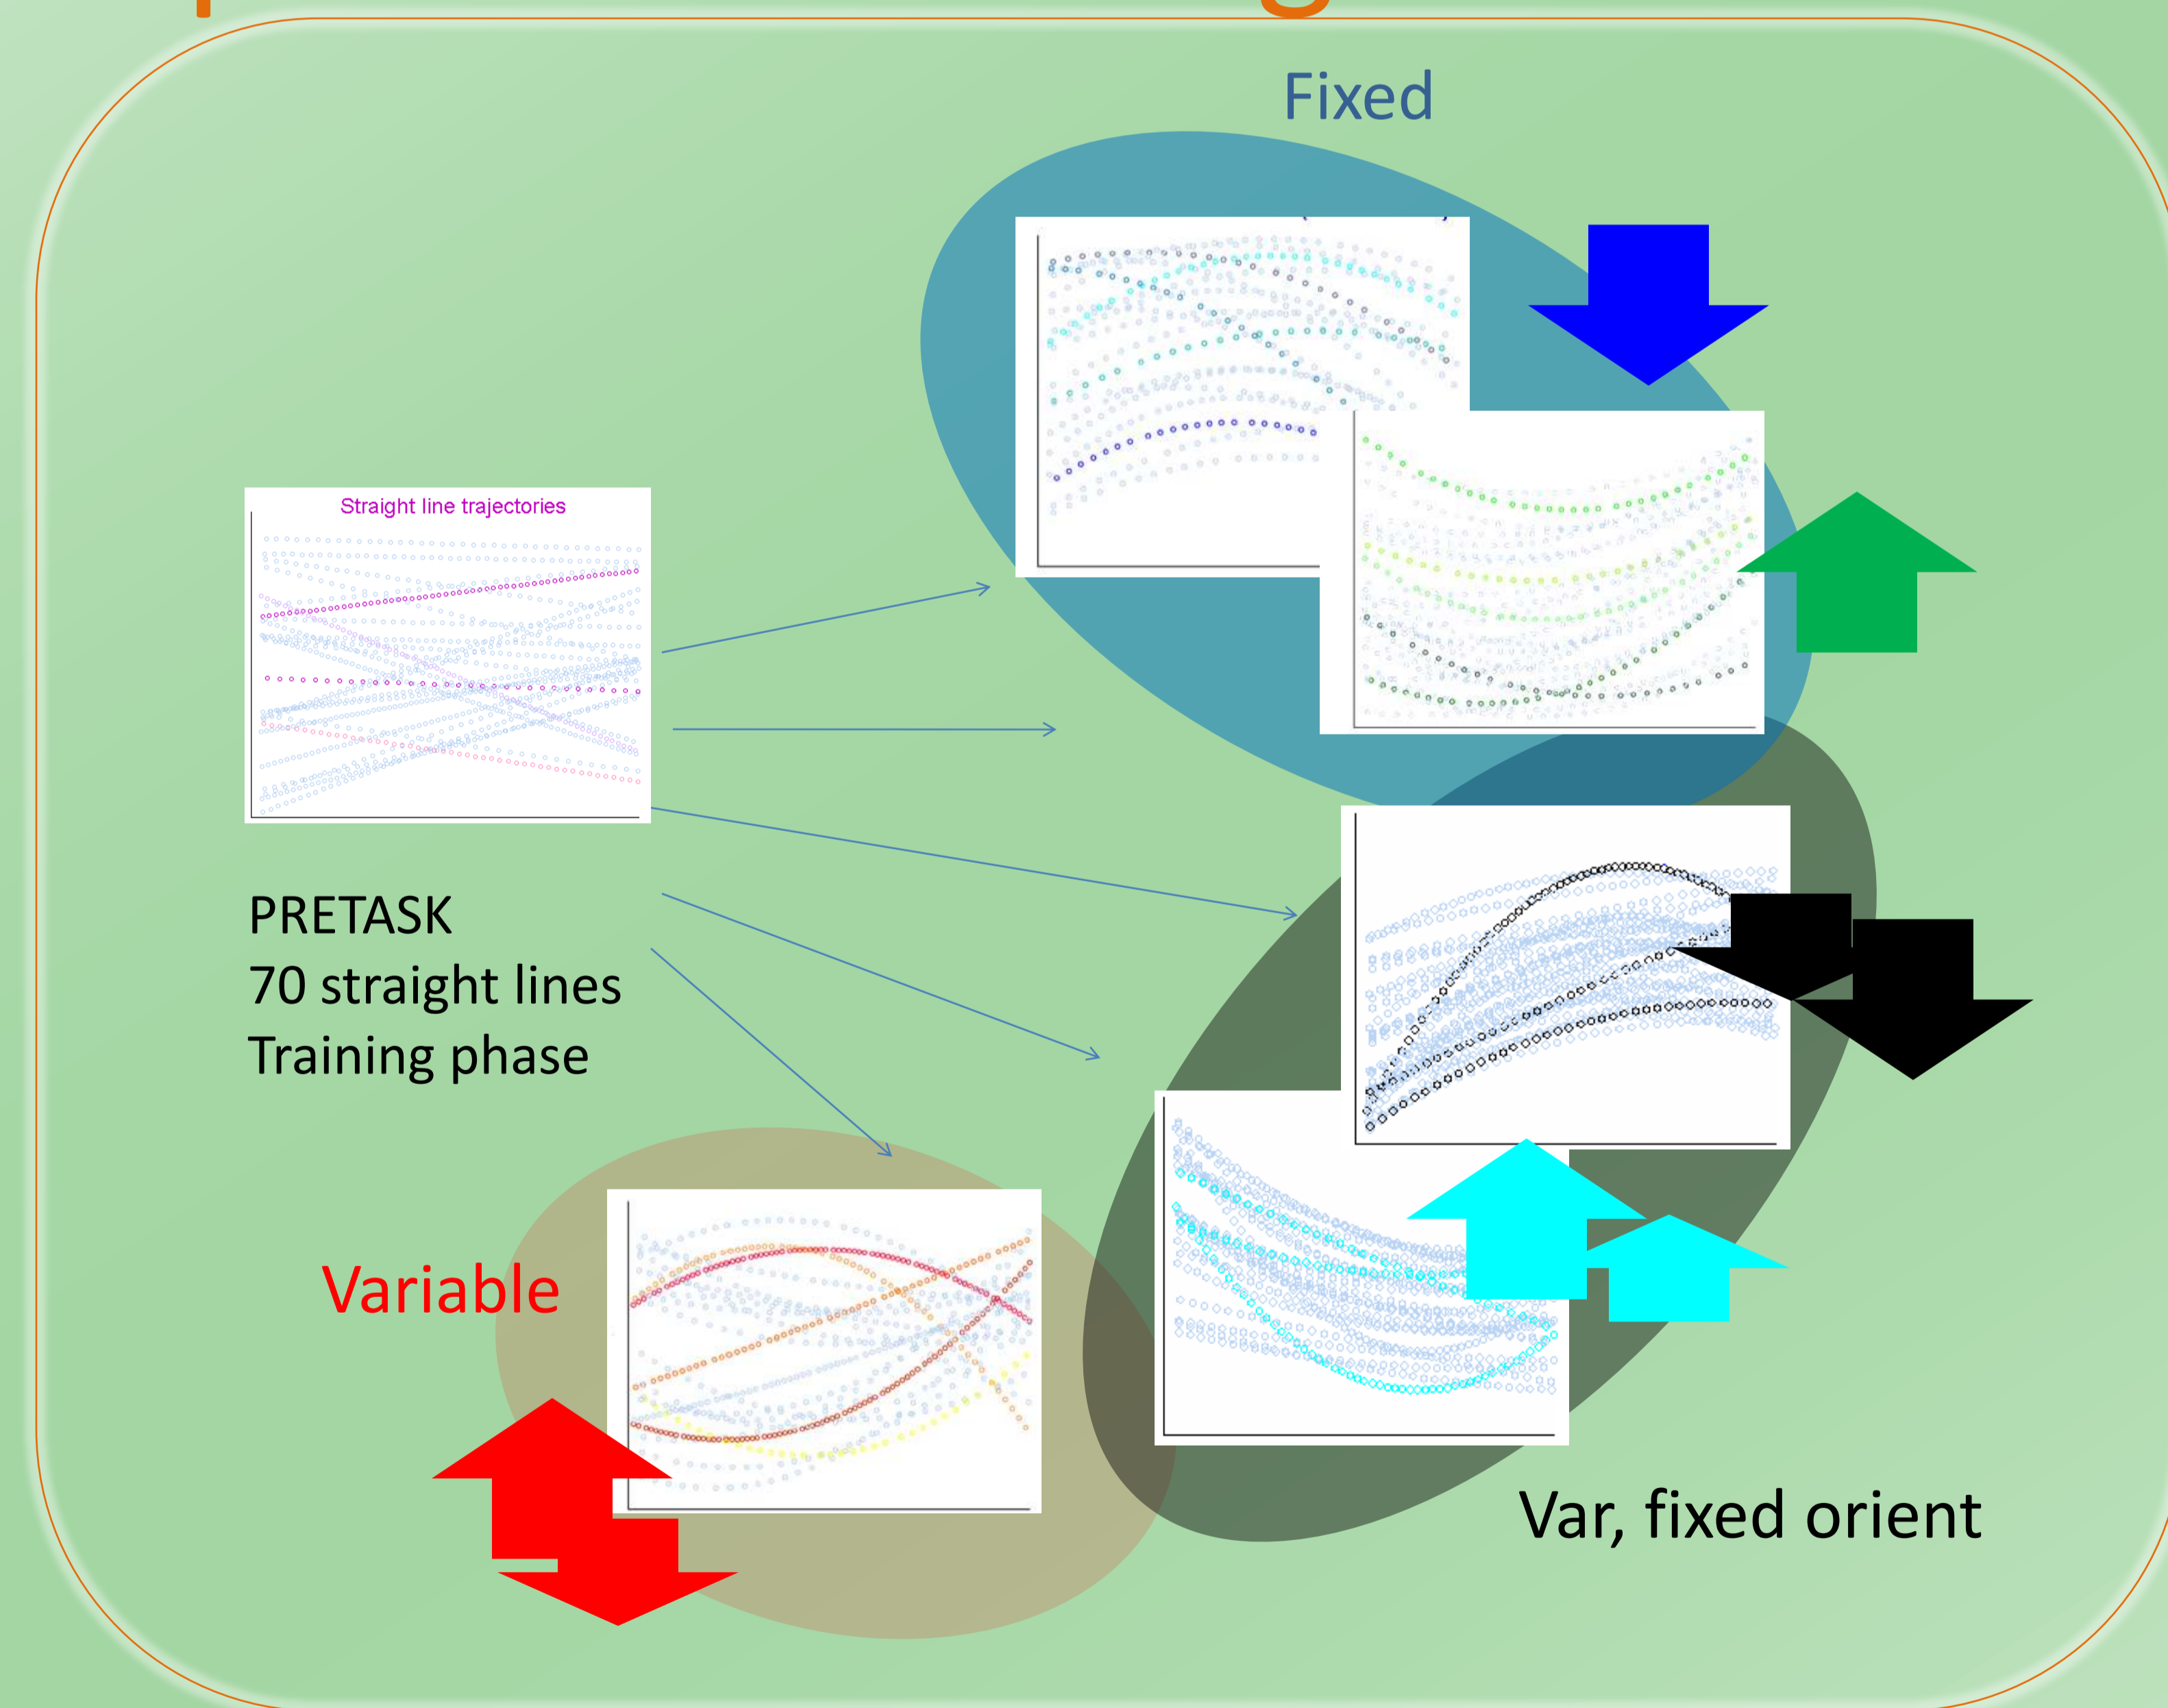 Fixed
Straight line trajectories
PRETASK
70 straight lines
Training phase
Variable
Var, fixed orient